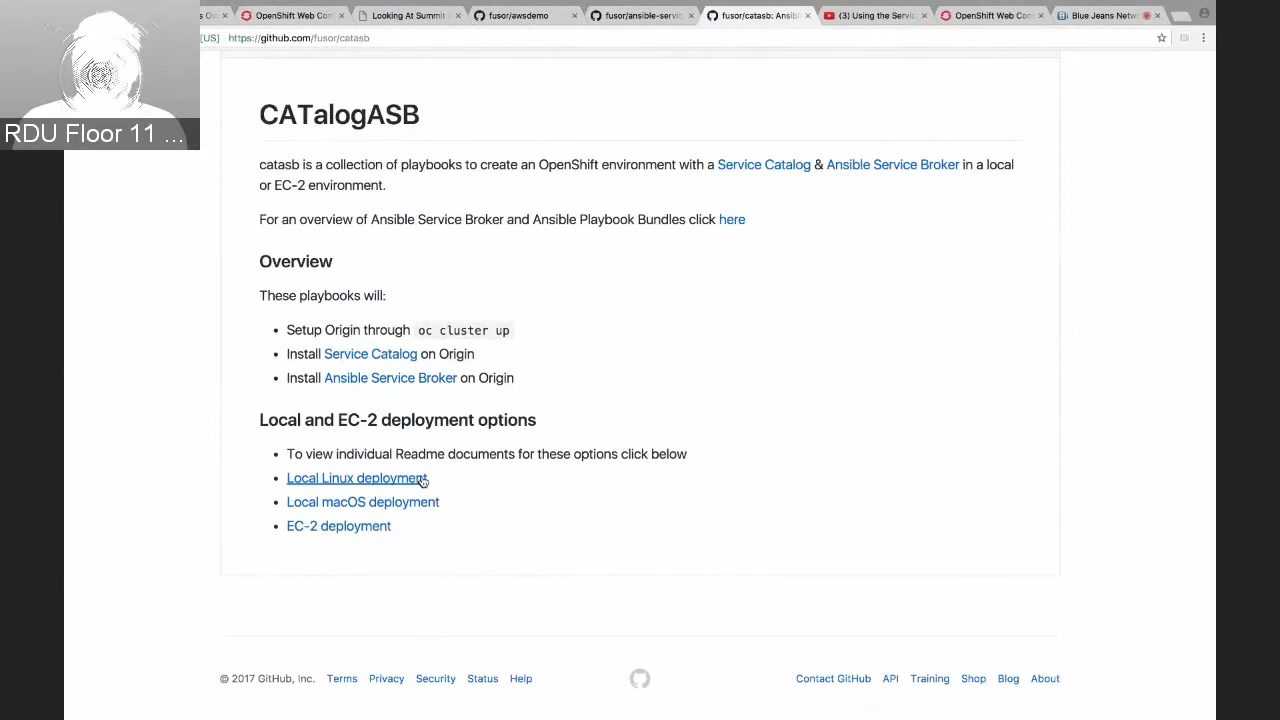 OpenShift Web Con
Looking At Summit
fusor/awsdemo
fusor/ansible-servic
fusor/catasb: Ansibl
(3) Using the Servic
OpenShift Web Con
Blue Jeans Netw
[US] https://github.com/fusor/catasb
RDU Floor 11 ...
CATalogASB
catasb is a collection of playbooks to create an OpenShift environment with a Service Catalog & Ansible Service Broker in a local
or EC-2 environment.
For an overview of Ansible Service Broker and Ansible Playbook Bundles click here
Overview
These playbooks will:
• Setup Origin through oc cluster up
• Install Service Catalog on Origin
• Install Ansible Service Broker on Origin
Local and EC-2 deployment options
• To view individual Readme documents for these options click below
• Local Linux deployment
• Local macOS deployment
• EC-2 deployment
© 2017 GitHub, Inc. Terms Privacy Security Status Help
Contact GitHub API Training Shop Blog About